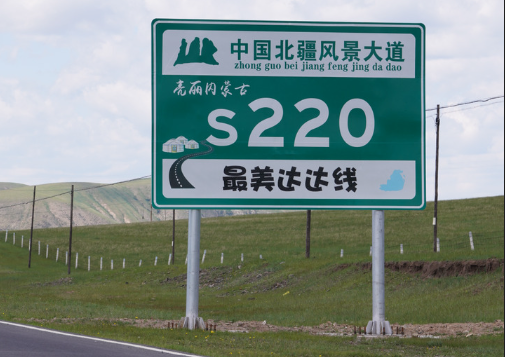 中国北疆风景大道
zhong guo bei jiang feng jing da dao
亮丽内蒙古
S220
最美达达线